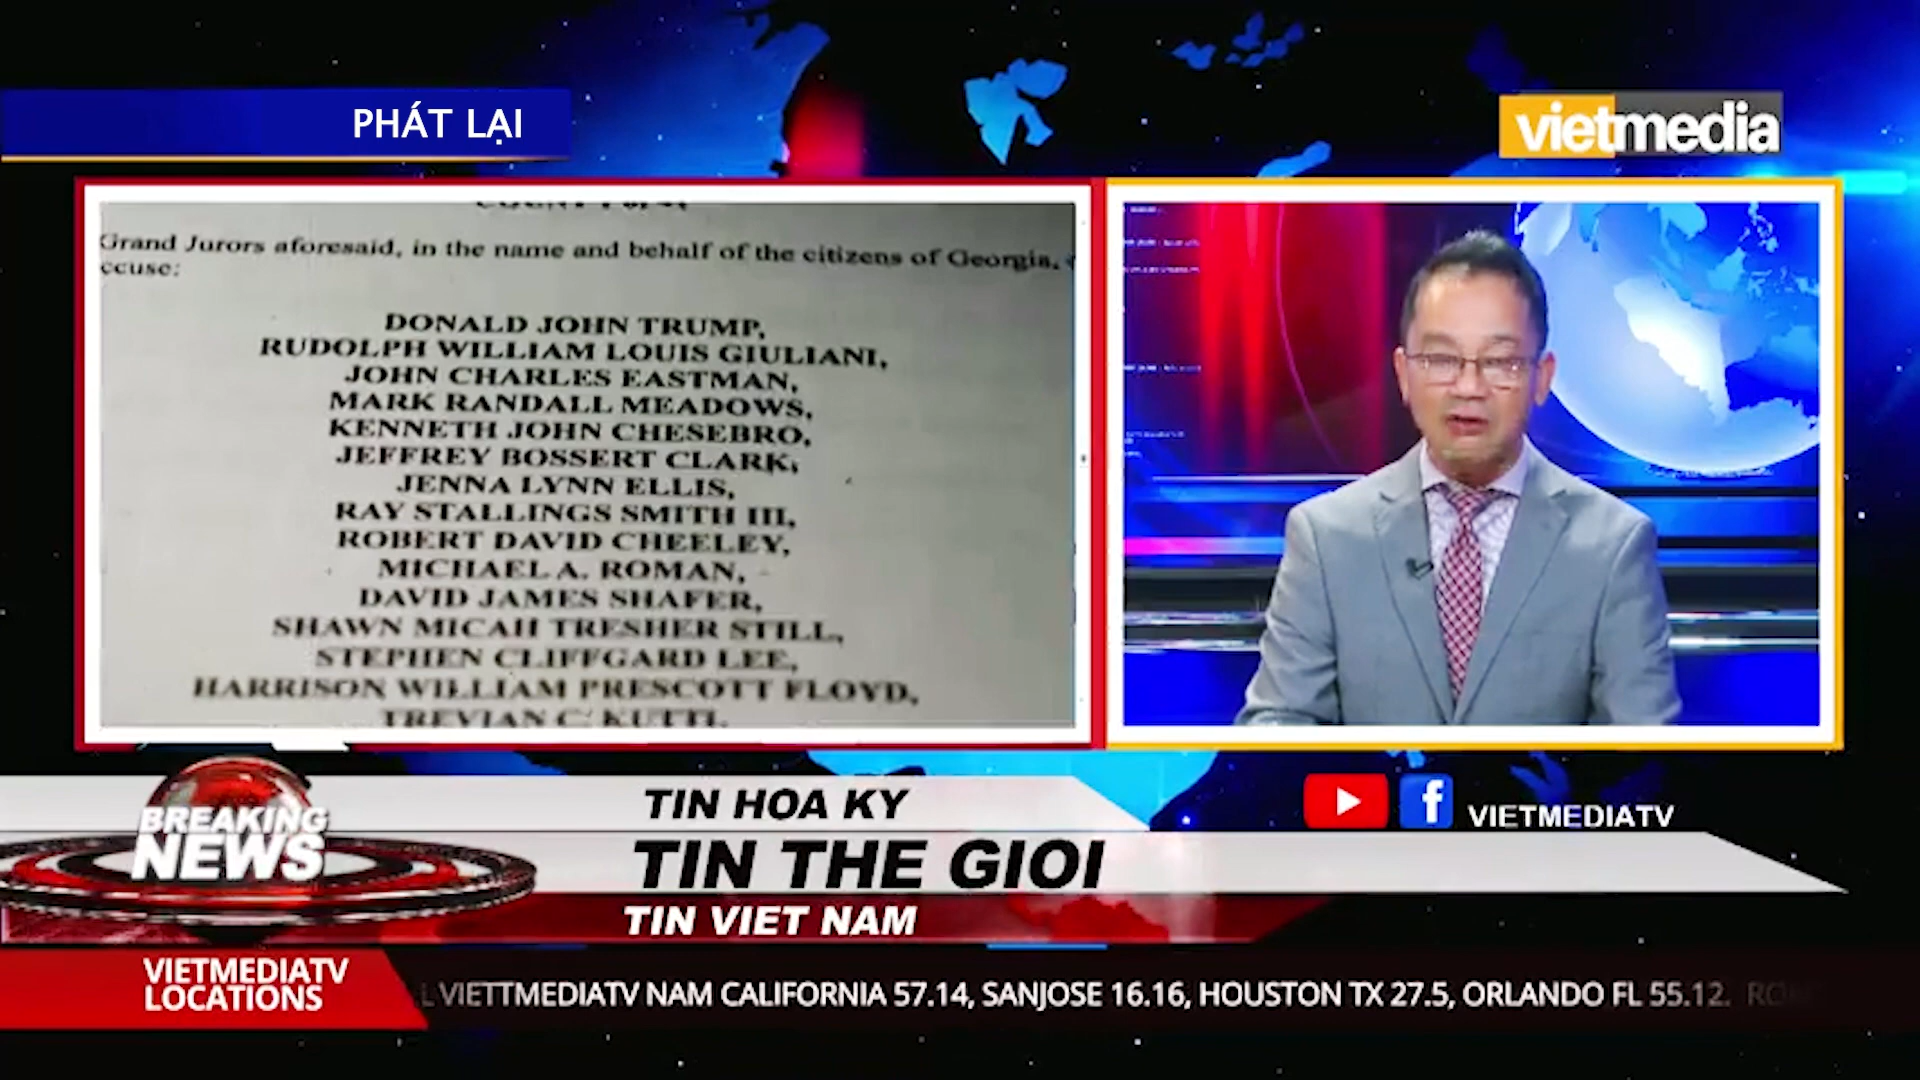 PHÁT LẠI
vietmedia
Grand Jurors aforesaid, in the name and behalf of the citizens of Georgia,
ccuse:
DONALD JOHN TRUMP,
RUDOLPH WILLIAM LOUIS GIULIANI,
JOHN CHARLES EASTMAN,
MARK RANDALL MEADOWS,
KENNETH JOHN CHESEBRO,
JEFFREY BOSSERT CLARK,
JENNA LYNN ELLIS,
RAY STALLINGS SMITH III,
ROBERT DAVID CHEELEY,
MICHAEL A. ROMAN,
DAVID JAMES SHAFER,
SHAWN MICAH TRESHER STILL,
STEPHEN CLIFFGARD LEE,
HARRISON WILLIAM PRESCOTT FLOYD,
TREVIAN C. KUTTI,
BREAKING
NEWS
TIN HOA KY
TIN THE GIOI
TIN VIET NAM
VIETMEDIATV
VIETMEDIATV
LOCATIONS
L VIETTMEDIATV NAM CALIFORNIA 57.14, SANJOSE 16.16, HOUSTON TX 27.5, ORLANDO FL 55.12.